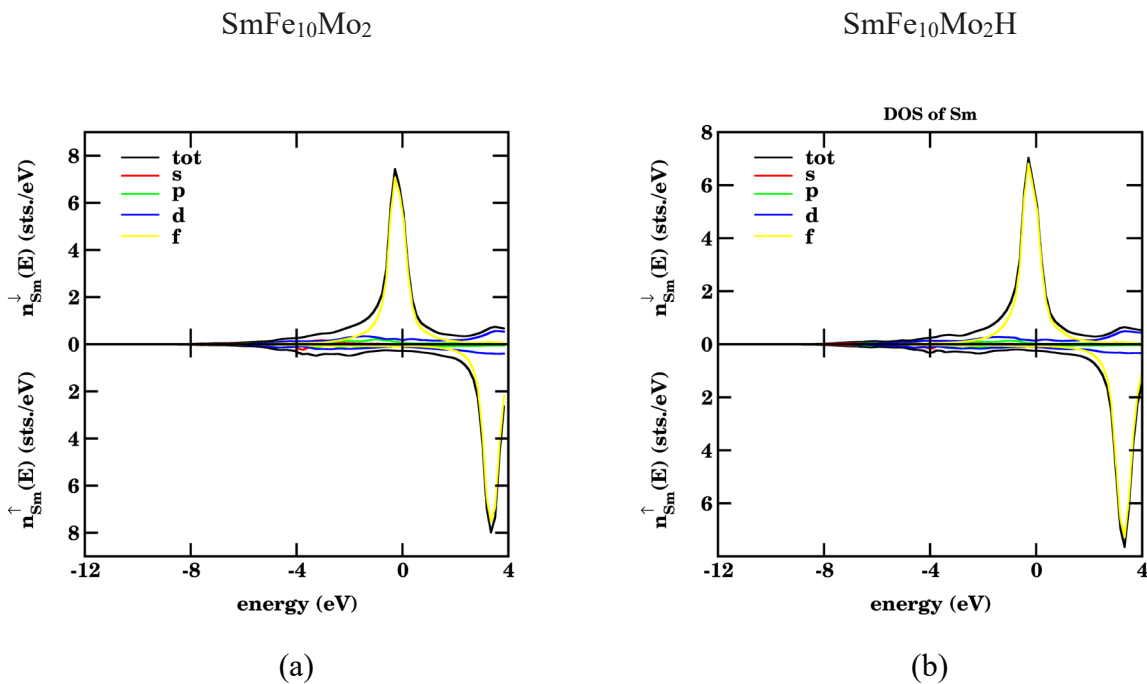 SmFe₁₀Mo₂
SmFe₁₀Mo₂H
8
6
4
2
0
2
4
6
8
n↓Sm(E) (sts./eV)
n↑Sm(E) (sts./eV)
tot
s
p
d
f
-12
-8
-4
0
4
energy (eV)
(a)
DOS of Sm
8
6
4
2
0
2
4
6
n↓Sm(E) (sts./eV)
n↑Sm(E) (sts./eV)
tot
s
p
d
f
-12
-8
-4
0
4
energy (eV)
(b)